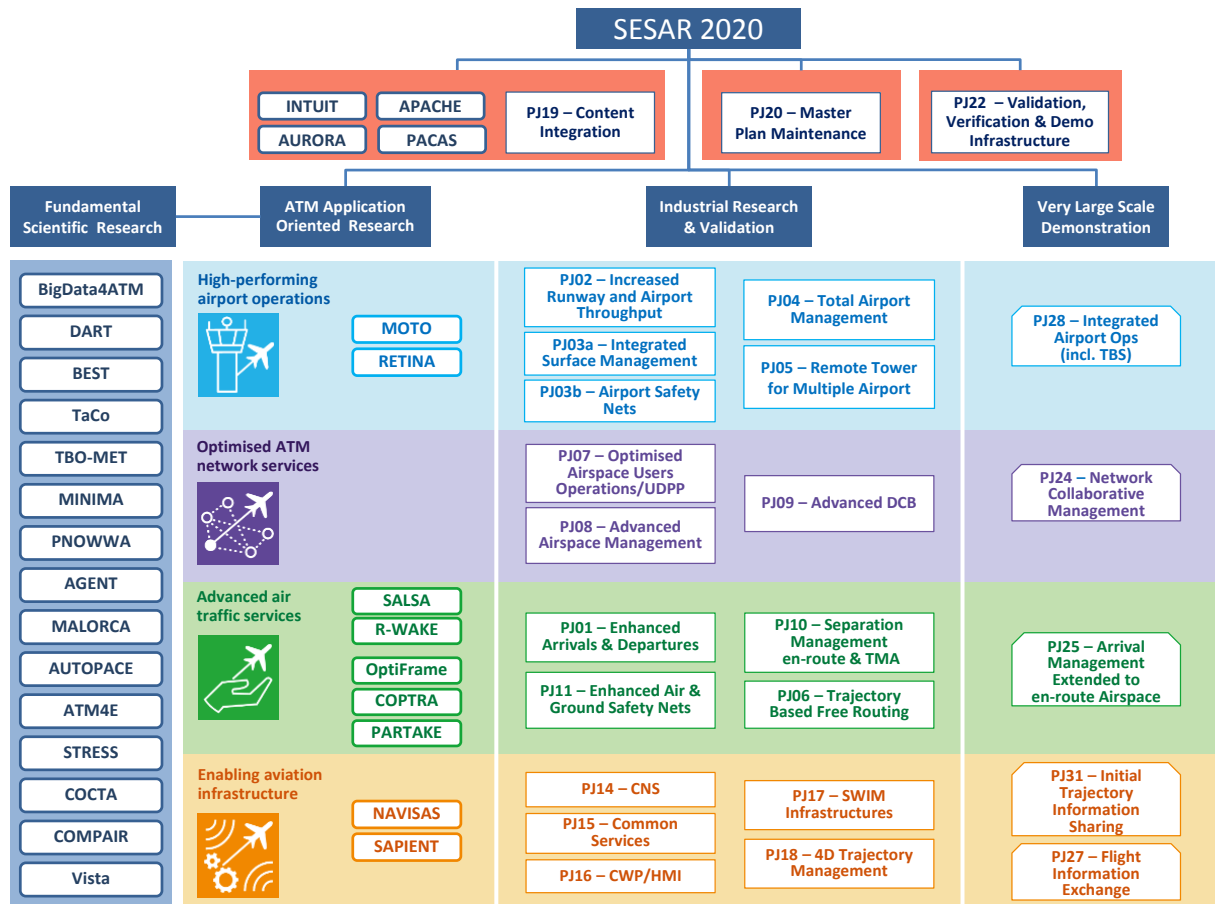 SESAR 2020
INTUIT
APACHE
AURORA
PACAS
PJ19 – Content
Integration
PJ20 – Master
Plan Maintenance
PJ22 – Validation,
Verification & Demo
Infrastructure
Fundamental
Scientific Research
ATM Application
Oriented Research
Industrial Research
& Validation
Very Large Scale
Demonstration
BigData4ATM
DART
BEST
TaCo
TBO-MET
MINIMA
PNOWWA
AGENT
MALORCA
AUTOPACE
ATM4E
STRESS
COCTA
COMPAIR
Vista
High-performing
airport operations
MOTO
RETINA
PJ02 – Increased
Runway and Airport
Throughput
PJ03a – Integrated
Surface Management
PJ03b – Airport Safety
Nets
PJ04 – Total Airport
Management
PJ05 – Remote Tower
for Multiple Airport
PJ28 – Integrated
Airport Ops
(incl. TBS)
Optimised ATM
network services
PJ07 – Optimised
Airspace Users
Operations/UDPP
PJ08 – Advanced
Airspace Management
PJ09 – Advanced DCB
PJ24 – Network
Collaborative
Management
Advanced air
traffic services
SALSA
R-WAKE
OptiFrame
COPTRA
PARTAKE
PJ01 – Enhanced
Arrivals & Departures
PJ11 – Enhanced Air &
Ground Safety Nets
PJ10 – Separation
Management
en-route & TMA
PJ06 – Trajectory
Based Free Routing
PJ25 – Arrival
Management
Extended to
en-route Airspace
Enabling aviation
infrastructure
NAVISAS
SAPIENT
PJ14 – CNS
PJ15 – Common
Services
PJ16 – CWP/HMI
PJ17 – SWIM
Infrastructures
PJ18 – 4D Trajectory
Management
PJ31 – Initial
Trajectory
Information
Sharing
PJ27 – Flight
Information
Exchange